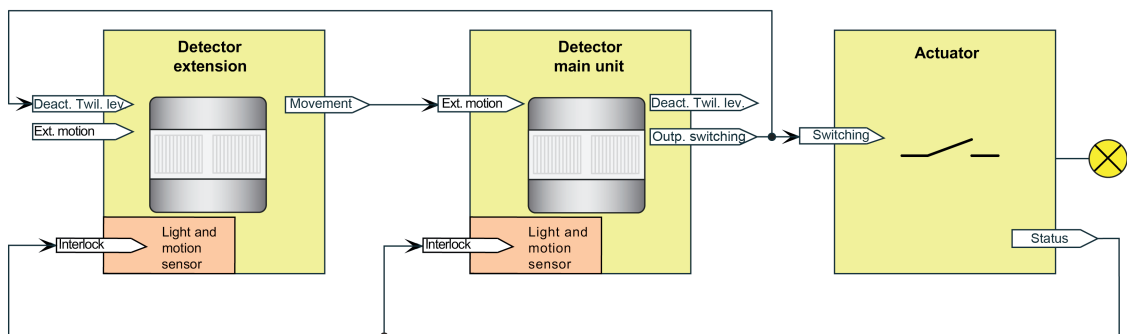 Detector
extension
Deact. Twil. lev.
Ext. motion
Movement
Interlock
Light and
motion
sensor
Detector
main unit
Ext. motion
Deact. Twil. lev.
Outp. switching
Interlock
Light and
motion
sensor
Actuator
Switching
Status